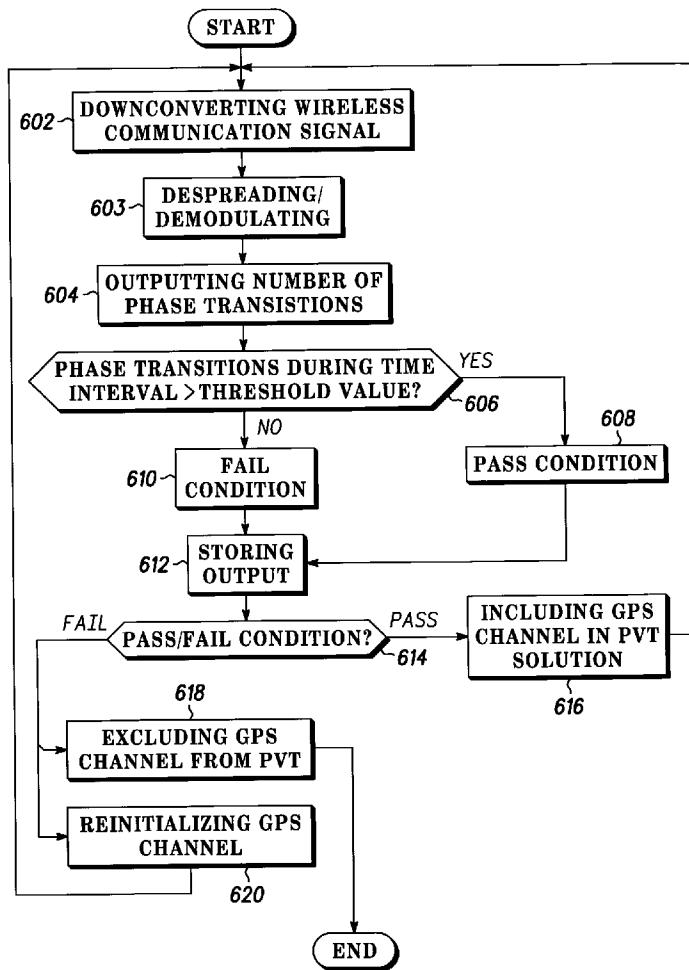 START
602
DOWNCONVERTING WIRELESS
COMMUNICATION SIGNAL
603
DESPREADING/
DEMODULATING
604
OUTPUTTING NUMBER OF
PHASE TRANSISTIONS
PHASE TRANSITIONS DURING TIME
INTERVAL > THRESHOLD VALUE?
YES
606
NO
608
PASS CONDITION
610
FAIL
CONDITION
612
STORING
OUTPUT
FAIL
PASS/FAIL CONDITION?
PASS
614
INCLUDING GPS
CHANNEL IN PVT
SOLUTION
616
618
EXCLUDING GPS
CHANNEL FROM PVT
REINITIALIZING GPS
CHANNEL
620
END